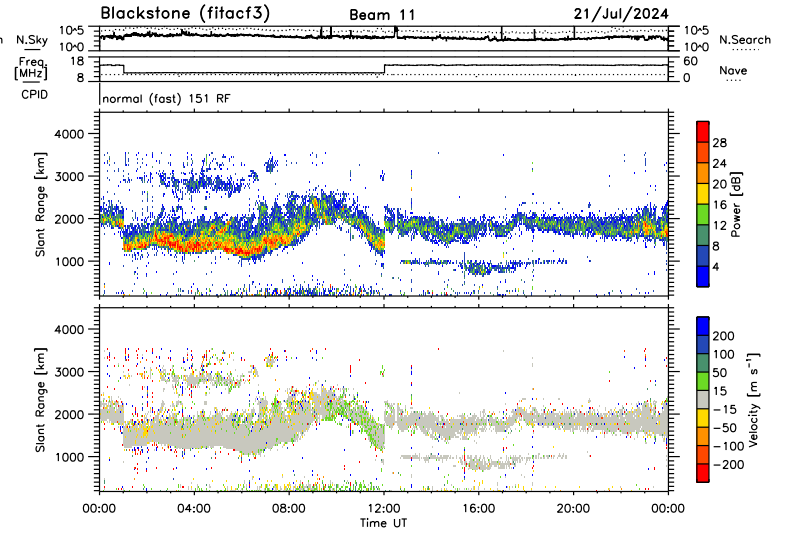 Blackstone (fitacf3) Beam 11 21/Jul/2024
N.Sky 10^5 10^0 10^5 10^0 N.Search
Freq. [MHz] 18 8 60 0 Nave
CPID normal (fast) 151 RF
Slant Range [km]
4000
3000
2000
1000
28
24
20
16
12
8
4
Power [dB]
Slant Range [km]
4000
3000
2000
1000
200
100
50
15
-15
-50
-100
-200
Velocity [m s⁻¹]
00:00 04:00 08:00 12:00 16:00 20:00 00:00
Time UT